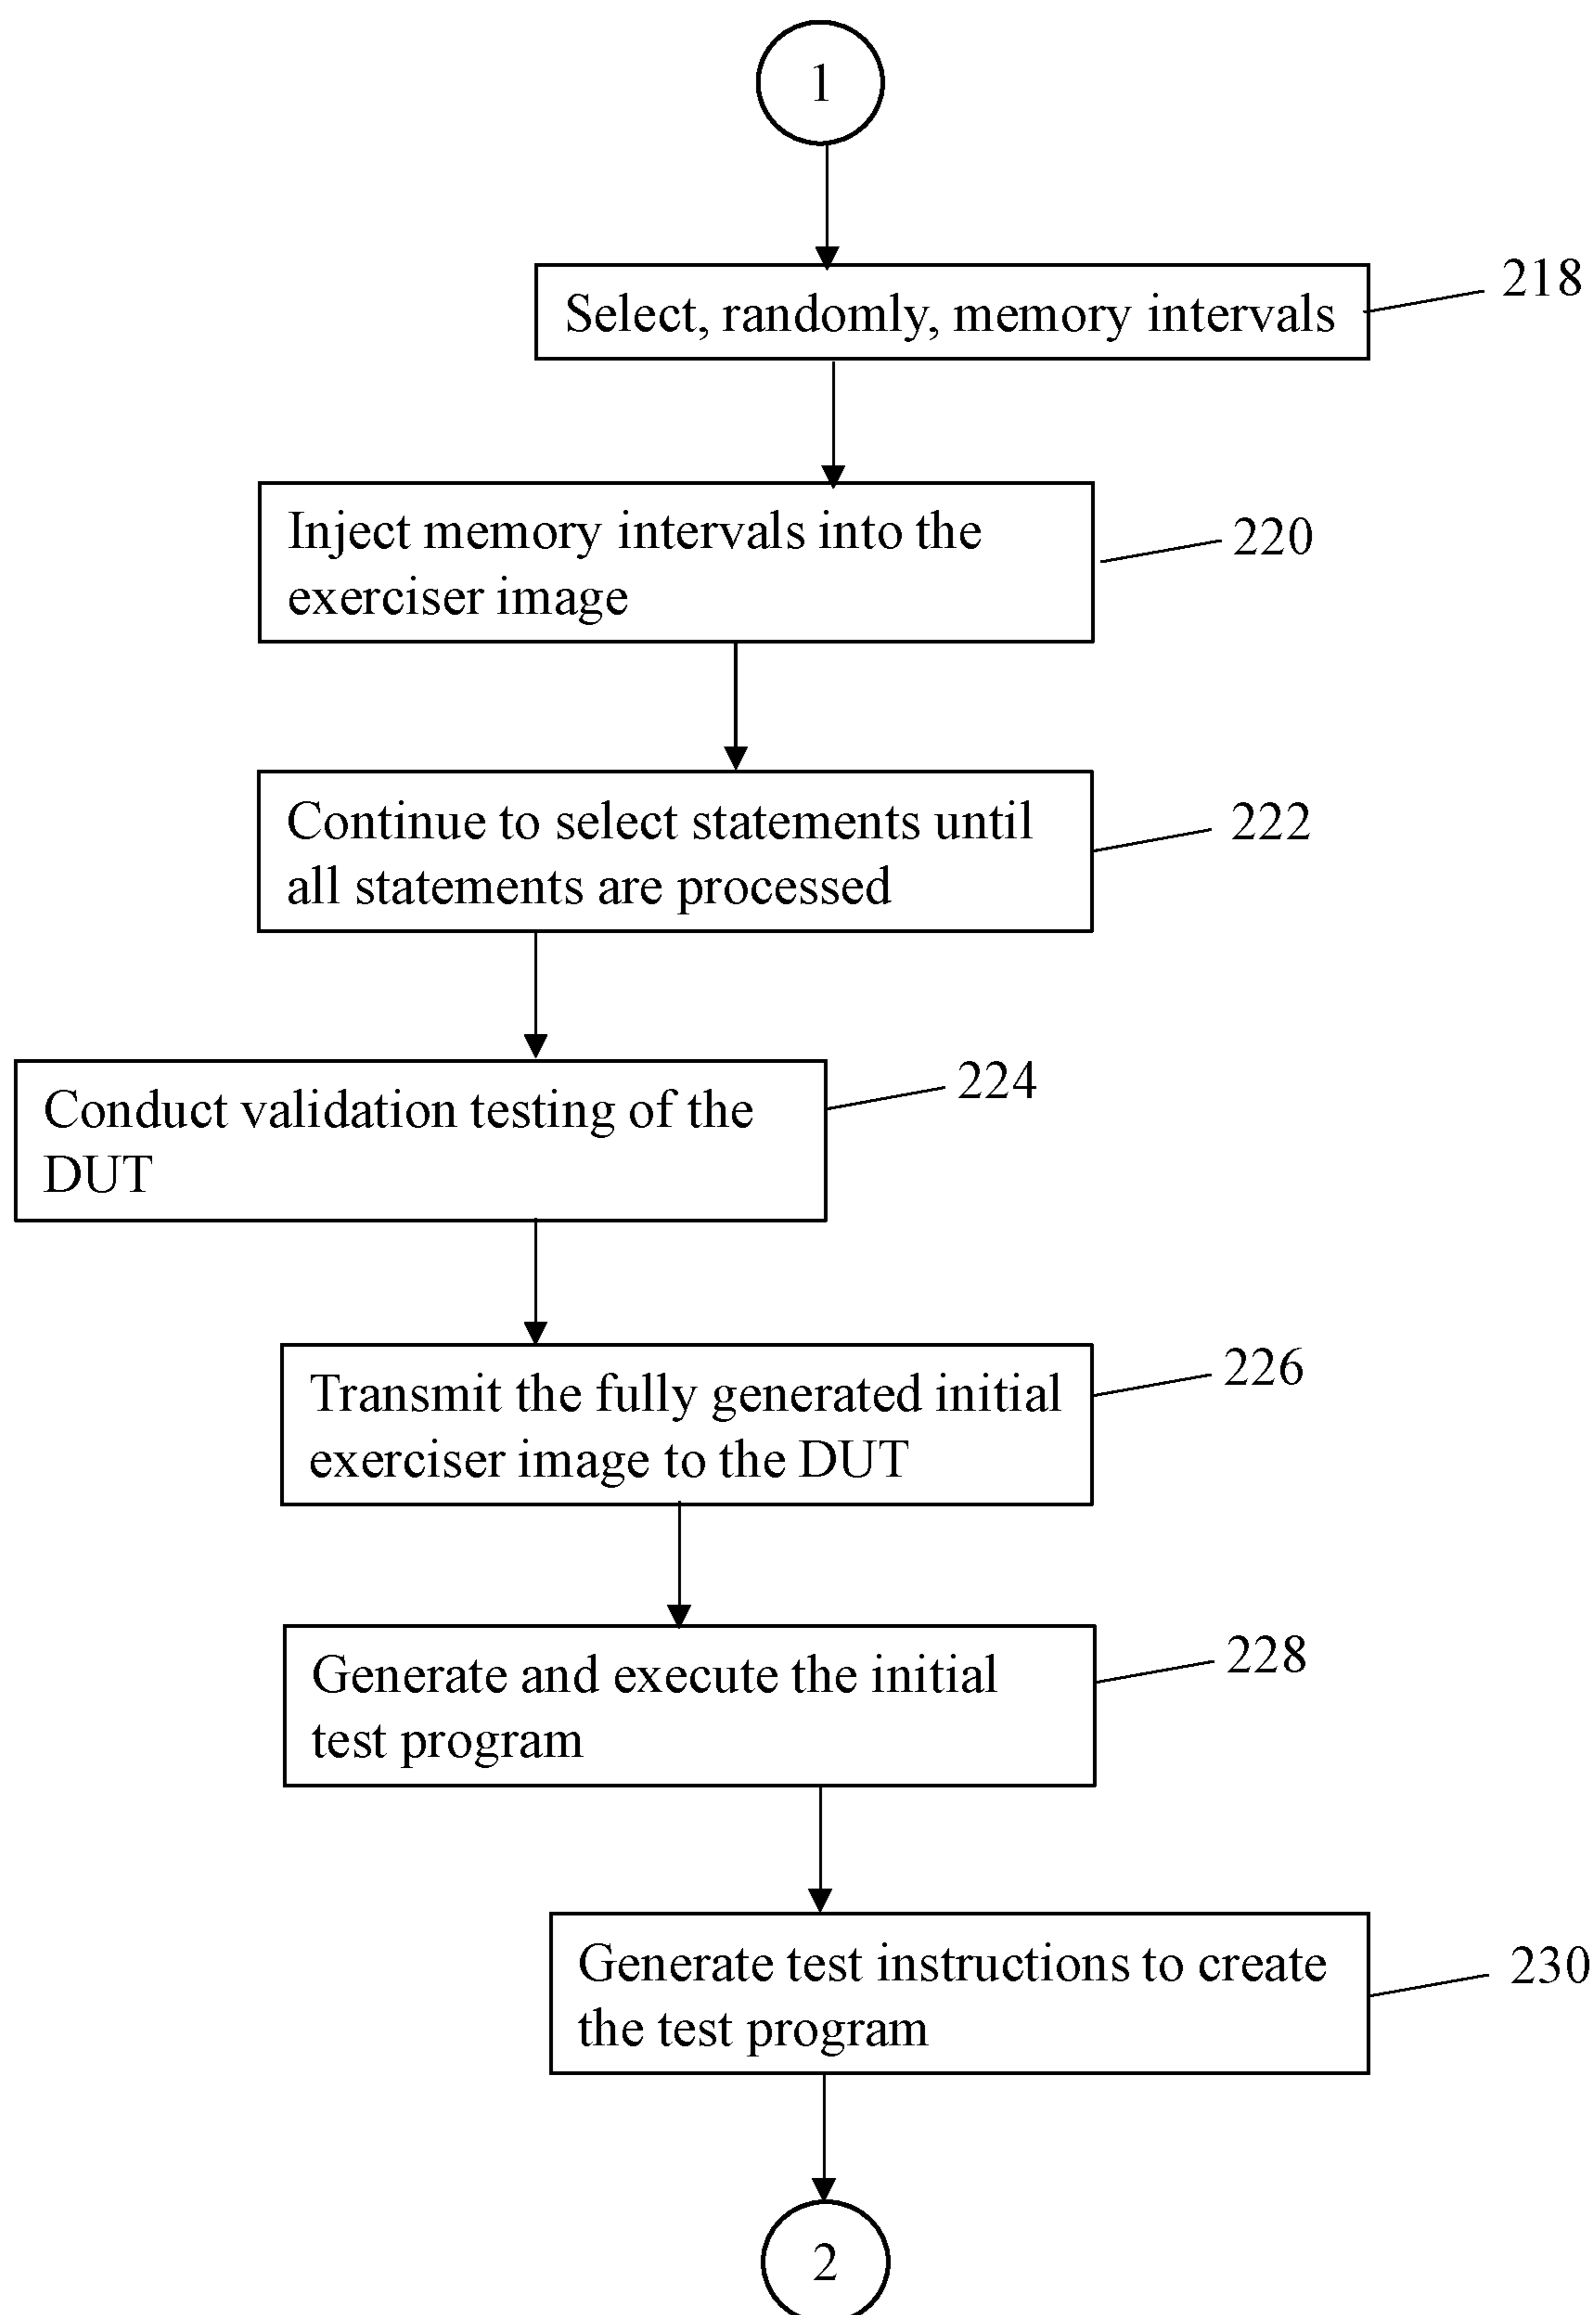 1
Select, randomly, memory intervals
218
Inject memory intervals into the
exerciser image
220
Continue to select statements until
all statements are processed
222
Conduct validation testing of the
DUT
224
Transmit the fully generated initial
exerciser image to the DUT
226
Generate and execute the initial
test program
228
Generate test instructions to create
the test program
230
2